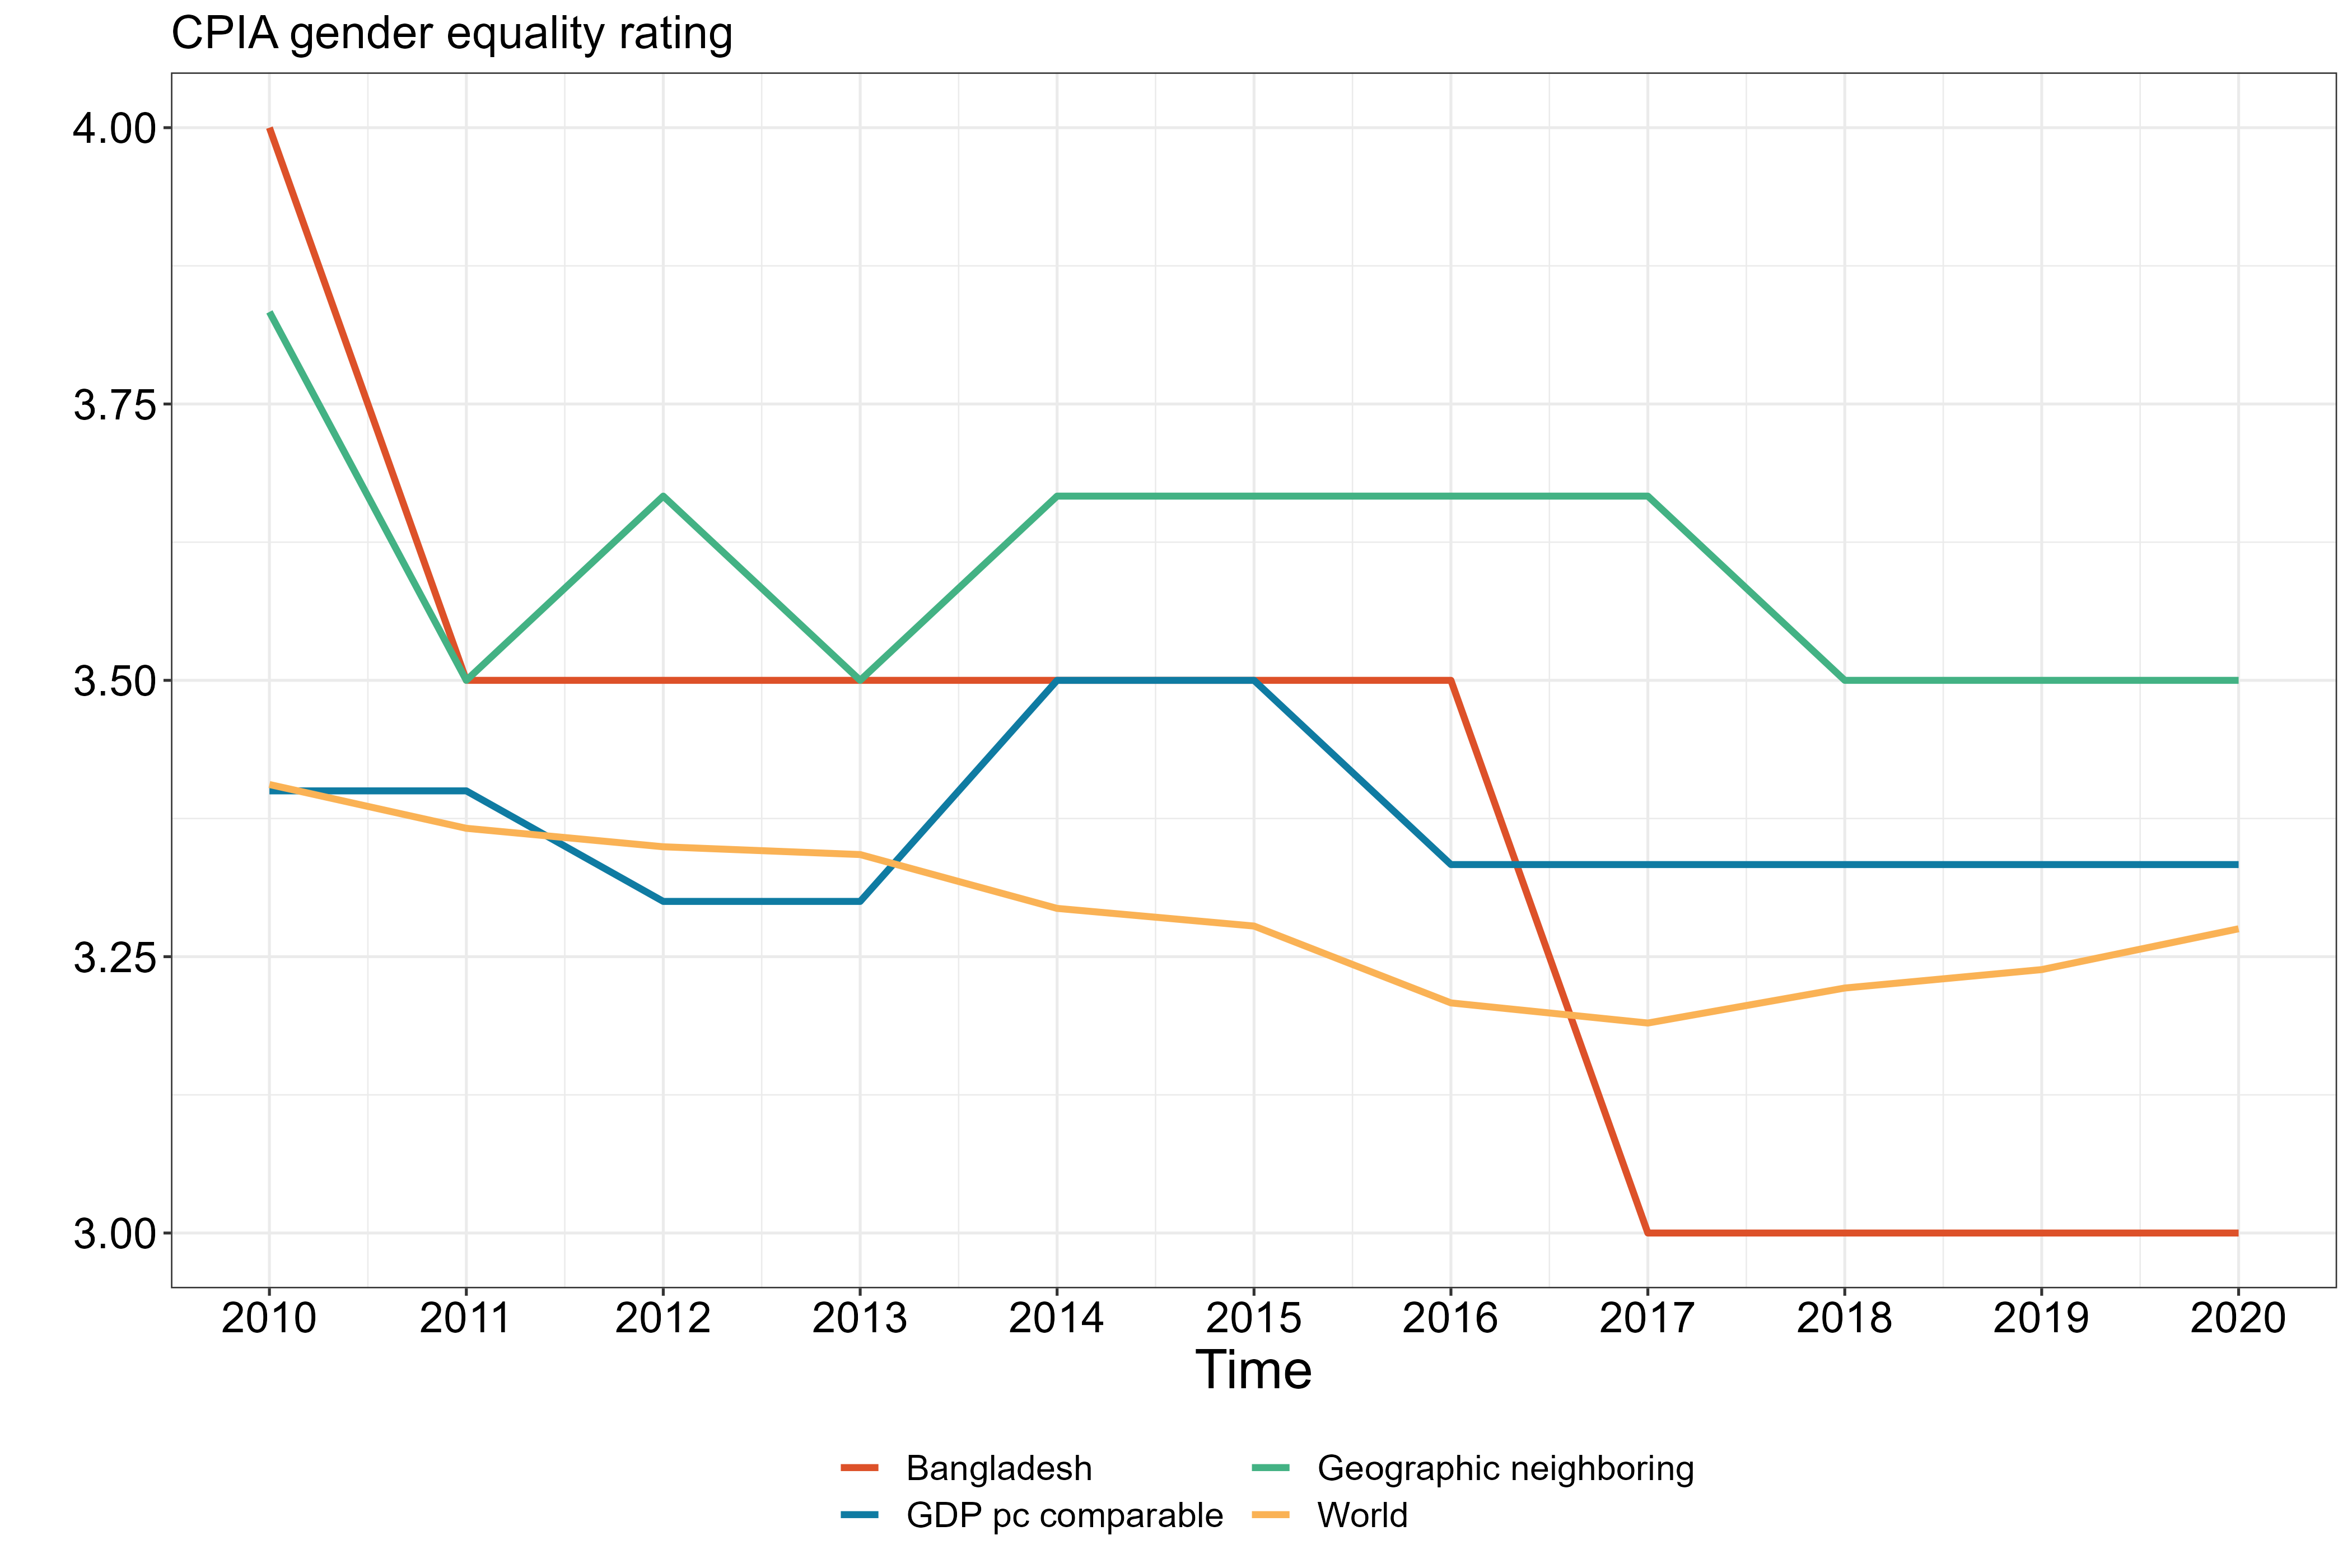 CPIA gender equality rating
4.00
3.75
3.50
3.25
3.00
2010 2011 2012 2013 2014 2015 2016 2017 2018 2019 2020
Time
Bangladesh Geographic neighboring
GDP pc comparable World